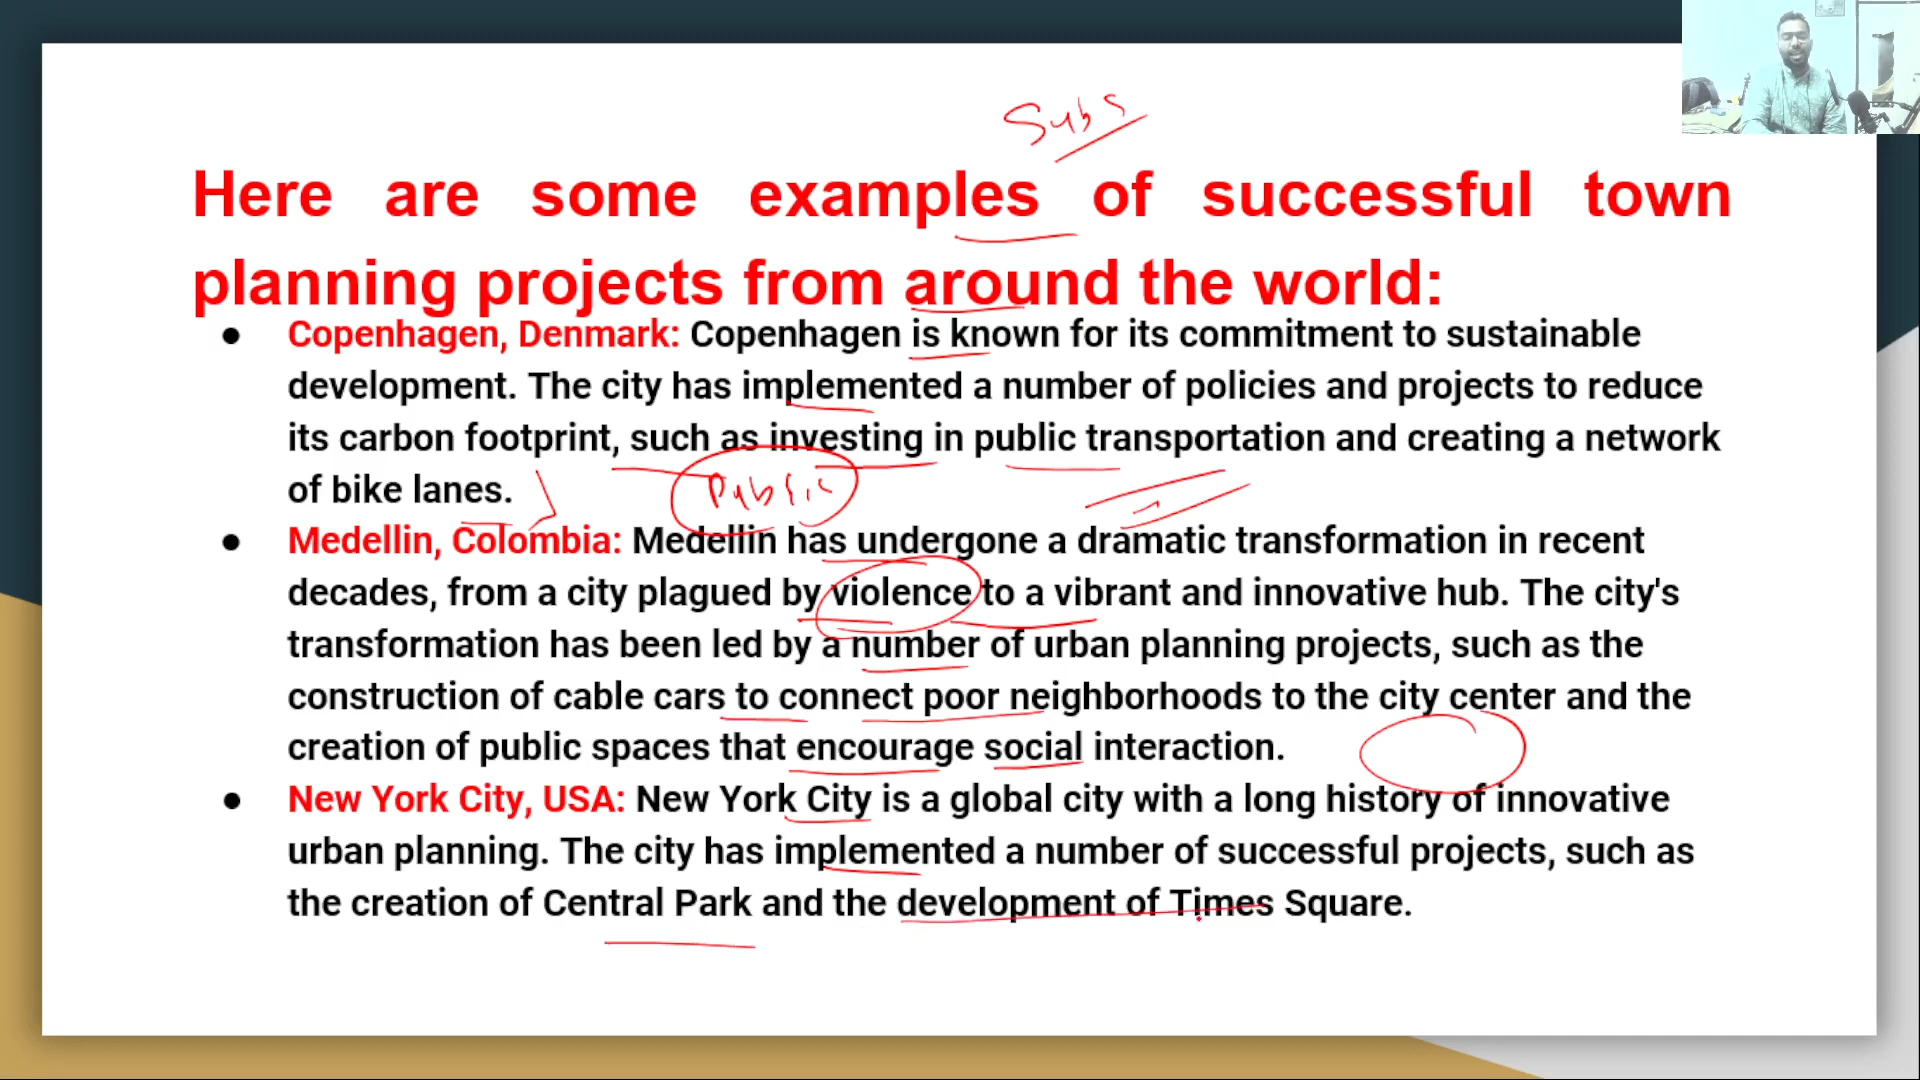 Subs
Here are some examples of successful town
planning projects from around the world:
● Copenhagen, Denmark: Copenhagen is known for its commitment to sustainable
development. The city has implemented a number of policies and projects to reduce
its carbon footprint, such as investing in public transportation and creating a network
of bike lanes.
Public
● Medellin, Colombia: Medellin has undergone a dramatic transformation in recent
decades, from a city plagued by violence to a vibrant and innovative hub. The city's
transformation has been led by a number of urban planning projects, such as the
construction of cable cars to connect poor neighborhoods to the city center and the
creation of public spaces that encourage social interaction.
● New York City, USA: New York City is a global city with a long history of innovative
urban planning. The city has implemented a number of successful projects, such as
the creation of Central Park and the development of Times Square.